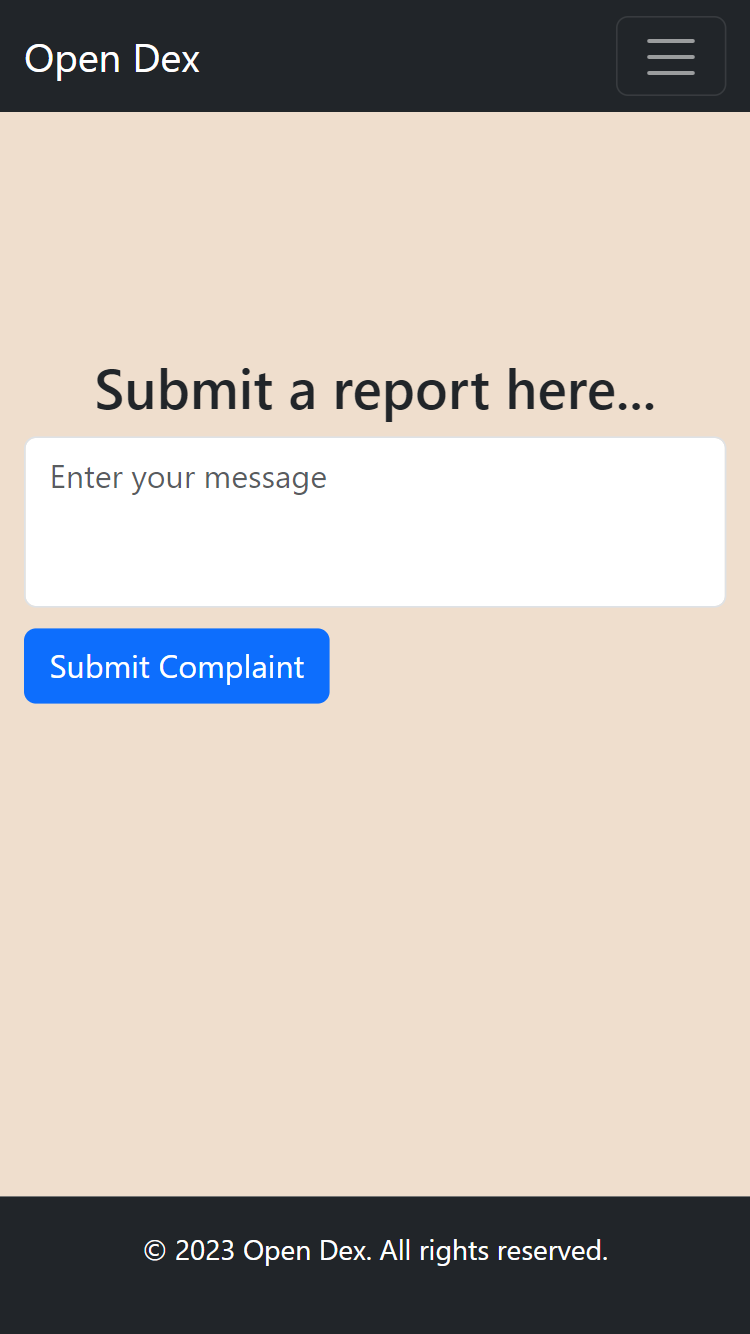 Open Dex
Submit a report here...
Enter your message
Submit Complaint
© 2023 Open Dex. All rights reserved.